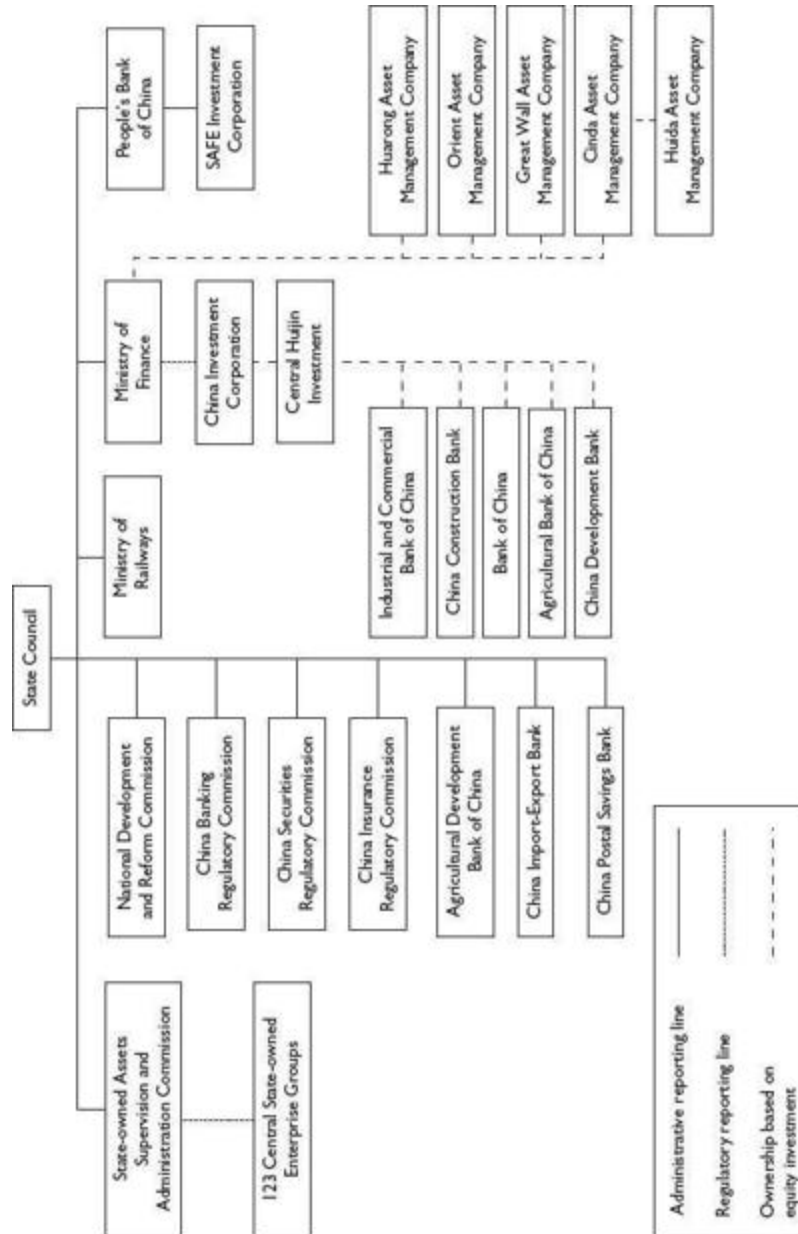 State Council
State-owned Assets
Supervision and
Administration Commission
123 Central State-owned
Enterprise Groups
National Development
and Reform Commission
China Banking
Regulatory Commission
China Securities
Regulatory Commission
China Insurance
Regulatory Commission
Agricultural Development
Bank of China
China Import-Export Bank
China Postal Savings Bank
Ministry of
Railways
Ministry of
Finance
China Investment
Corporation
Central Huijin
Investment
Industrial and Commercial
Bank of China
China Construction Bank
Bank of China
Agricultural Bank of China
China Development Bank
People's Bank
of China
SAFE Investment
Corporation
Huarong Asset
Management Company
Orient Asset
Management Company
Great Wall Asset
Management Company
Cinda Asset
Management Company
Huida Asset
Management Company
Administrative reporting line
Regulatory reporting line
Ownership based on
equity investment